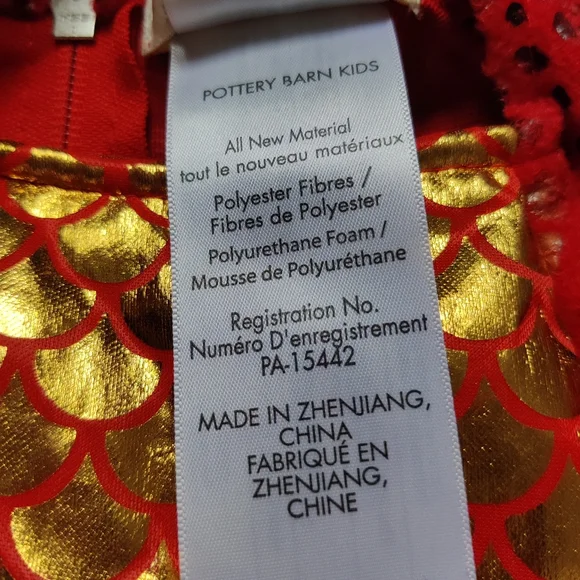 POTTERY BARN KIDS
All New Material
tout le nouveau matériaux
Polyester Fibres /
Fibres de Polyester
Polyurethane Foam /
Mousse de Polyuréthane
Registration No.
Numéro D'enregistrement
PA-15442
MADE IN ZHENJIANG,
CHINA
FABRIQUÉ EN
ZHENJIANG,
CHINE